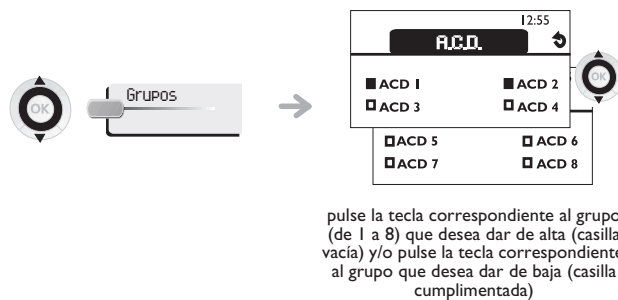 12:55
A.C.D.
OK
Grupos
ACD 1 ACD 2
OK
ACD 3 ACD 4
ACD 5 ACD 6
ACD 7 ACD 8
pulse la tecla correspondiente al grupo
(de 1 a 8) que desea dar de alta (casilla
vacía) y/o pulse la tecla correspondiente
al grupo que desea dar de baja (casilla
cumplimentada)